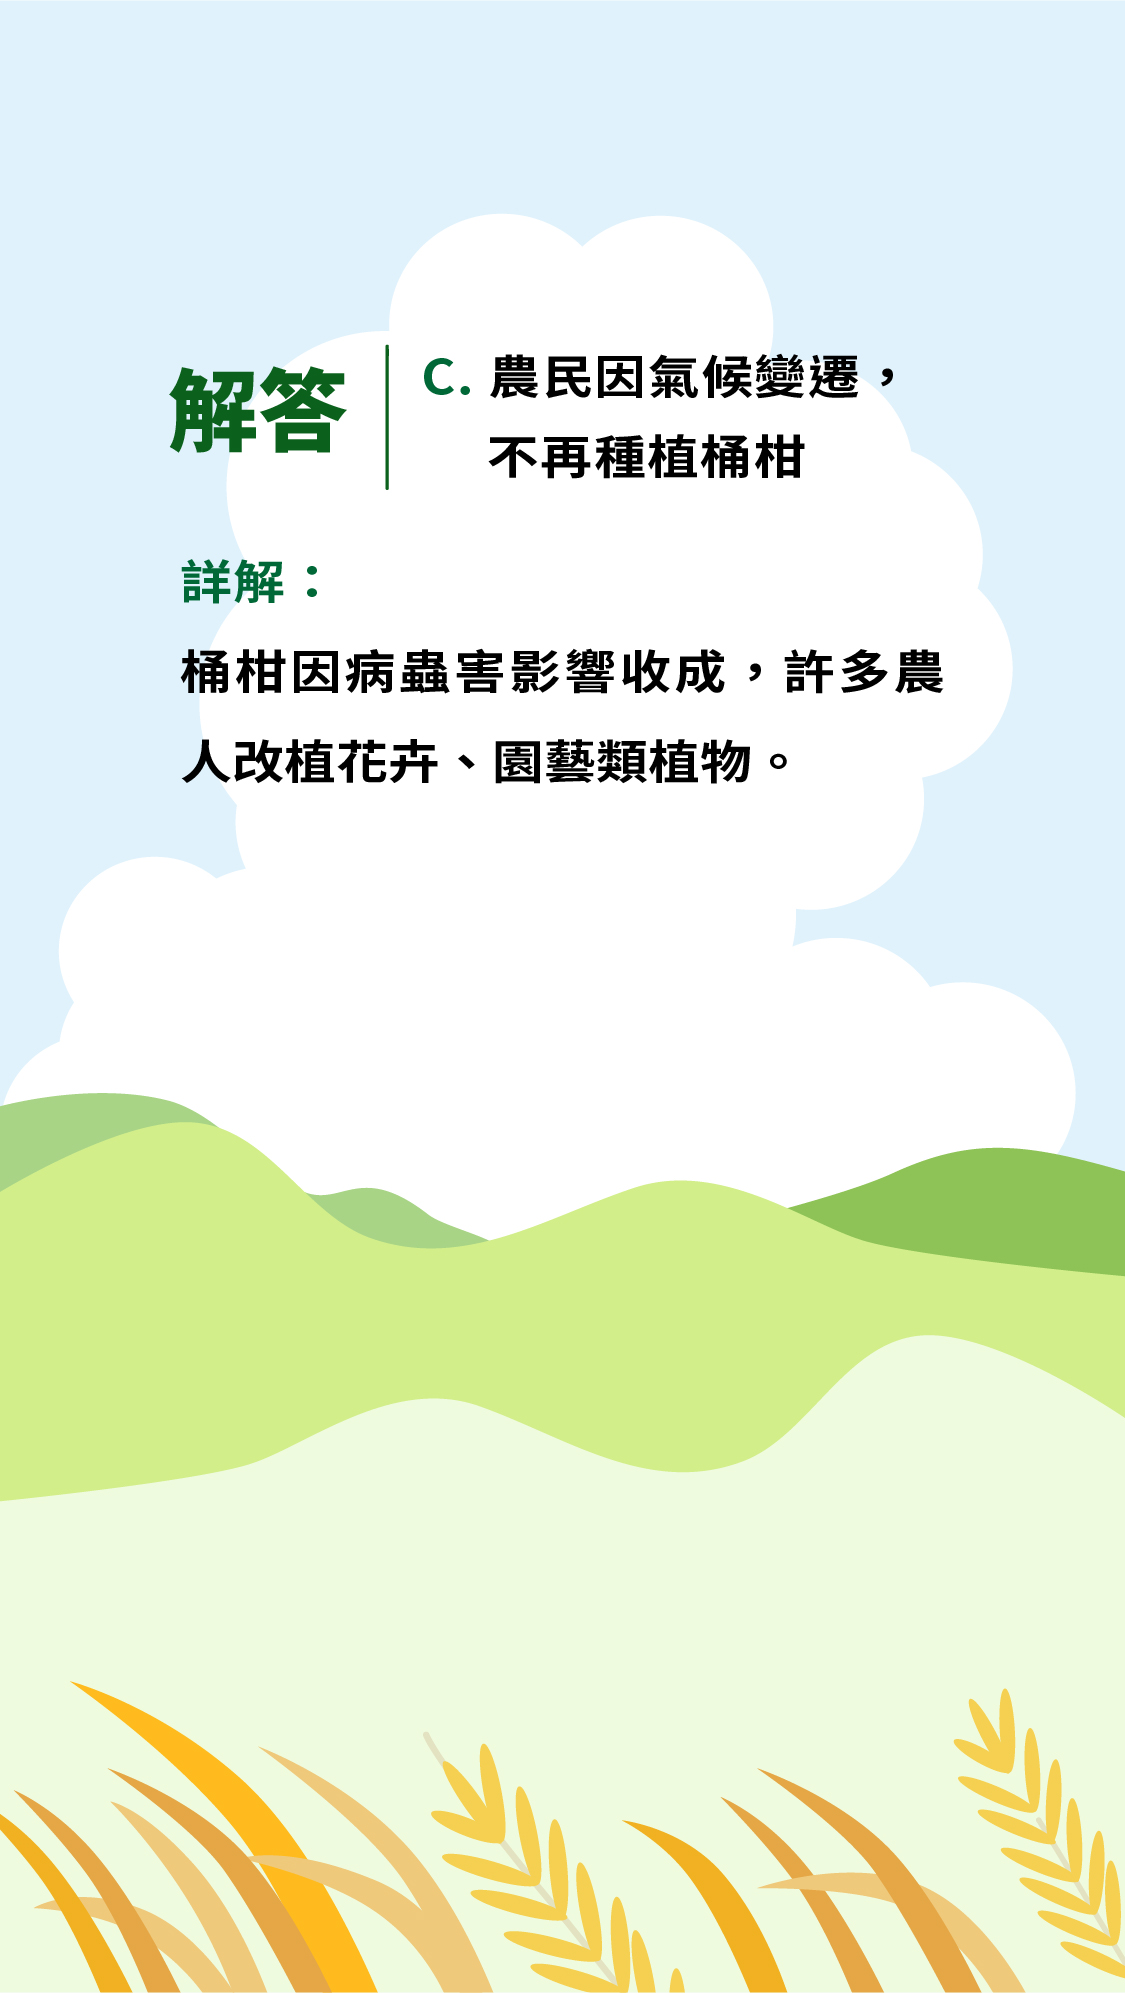 解答
C. 農民因氣候變遷，
不再種植桶柑
詳解：
桶柑因病蟲害影響收成，許多農
人改植花卉、園藝類植物。